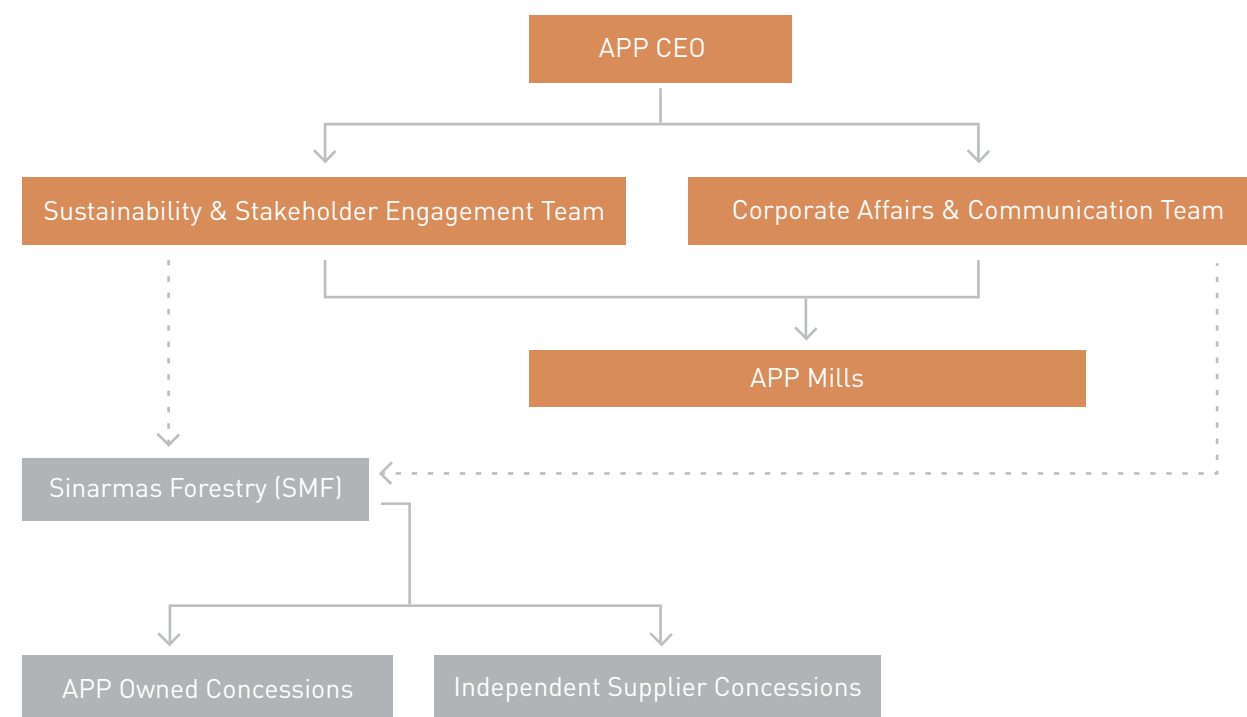 APP CEO
Sustainability & Stakeholder Engagement Team
Corporate Affairs & Communication Team
APP Mills
Sinarmas Forestry (SMF)
APP Owned Concessions
Independent Supplier Concessions